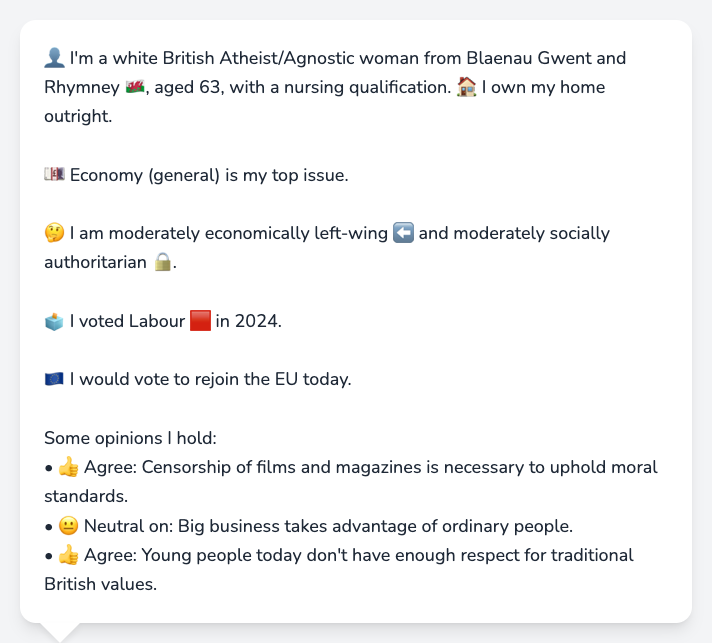 👤 I'm a white British Atheist/Agnostic woman from Blaenau Gwent and
Rhymney 🏴󠁧󠁢󠁷󠁬󠁳󠁿, aged 63, with a nursing qualification. 🏠 I own my home
outright.
💷 Economy (general) is my top issue.
🤔 I am moderately economically left-wing ⬅️ and moderately socially
authoritarian 🔒.
🗳️ I voted Labour 🟥 in 2024.
🇪🇺 I would vote to rejoin the EU today.
Some opinions I hold:
• 👍 Agree: Censorship of films and magazines is necessary to uphold moral
standards.
• 😐 Neutral on: Big business takes advantage of ordinary people.
• 👍 Agree: Young people today don't have enough respect for traditional
British values.